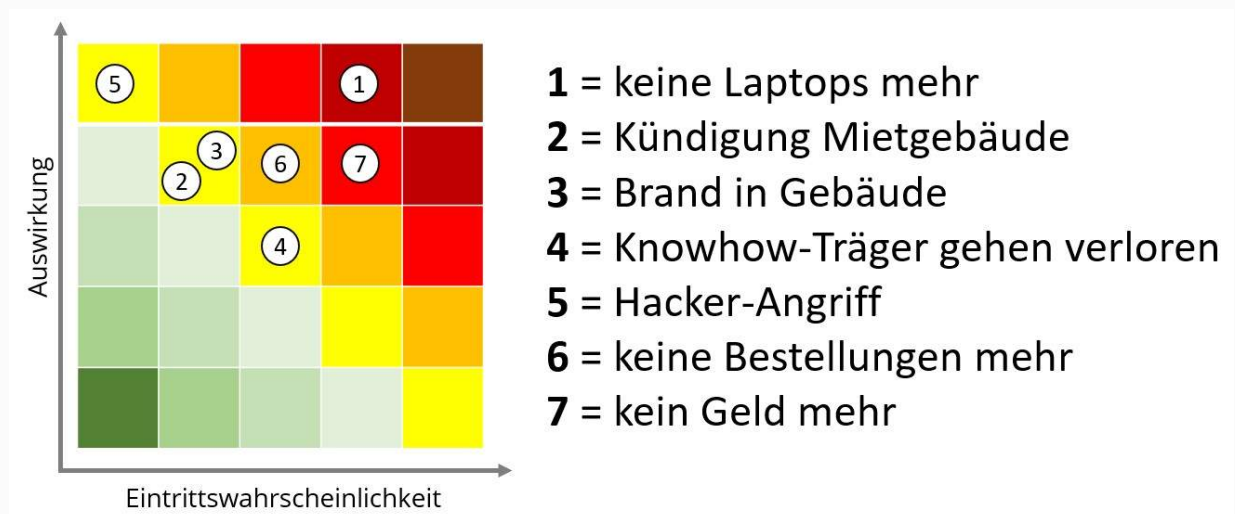 Auswirkung
5
1
3
2
6
7
4
Eintrittswahrscheinlichkeit
1 = keine Laptops mehr
2 = Kündigung Mietgebäude
3 = Brand in Gebäude
4 = Knowhow-Träger gehen verloren
5 = Hacker-Angriff
6 = keine Bestellungen mehr
7 = kein Geld mehr